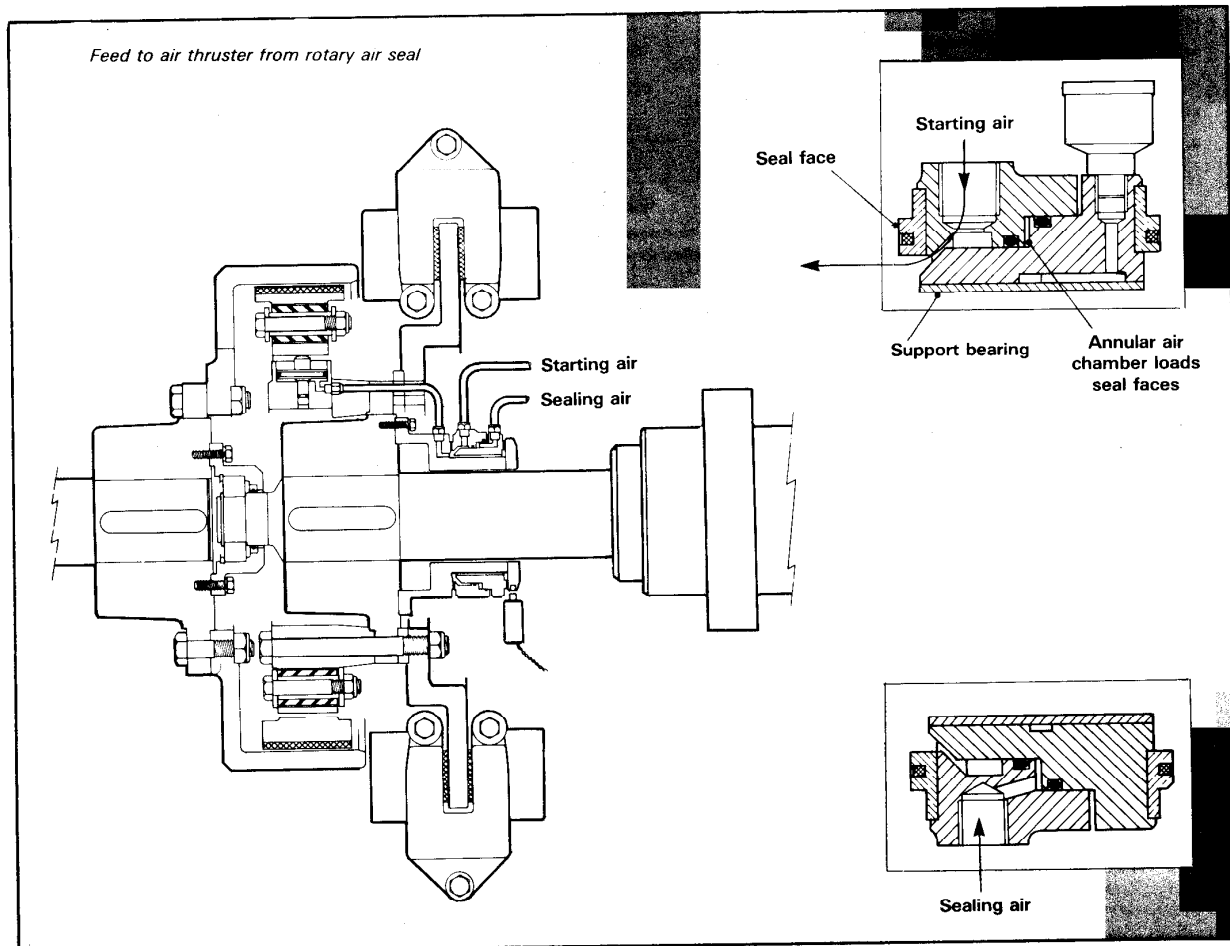 Feed to air thruster from rotary air seal
Starting air
Seal face
Support bearing
Annular air
chamber loads
seal faces
Starting air
Sealing air
Sealing air